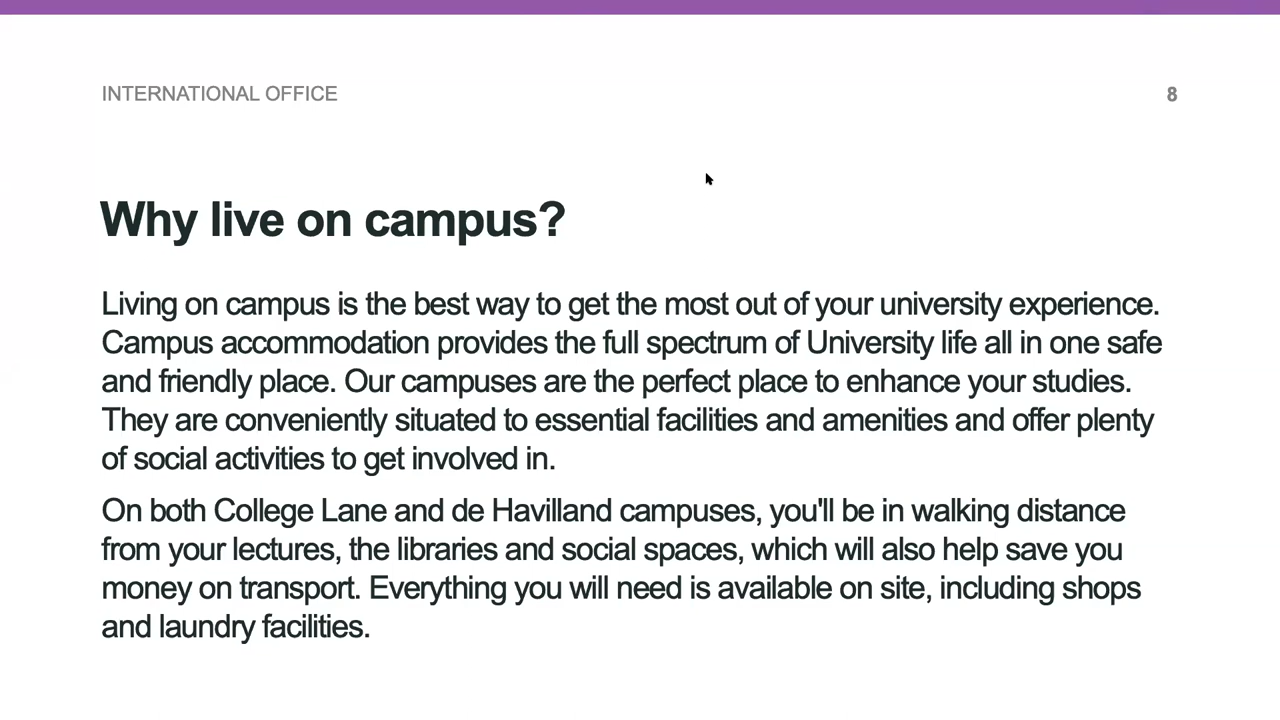 INTERNATIONAL OFFICE
8
Why live on campus?
Living on campus is the best way to get the most out of your university experience.
Campus accommodation provides the full spectrum of University life all in one safe
and friendly place. Our campuses are the perfect place to enhance your studies.
They are conveniently situated to essential facilities and amenities and offer plenty
of social activities to get involved in.
On both College Lane and de Havilland campuses, you'll be in walking distance
from your lectures, the libraries and social spaces, which will also help save you
money on transport. Everything you will need is available on site, including shops
and laundry facilities.